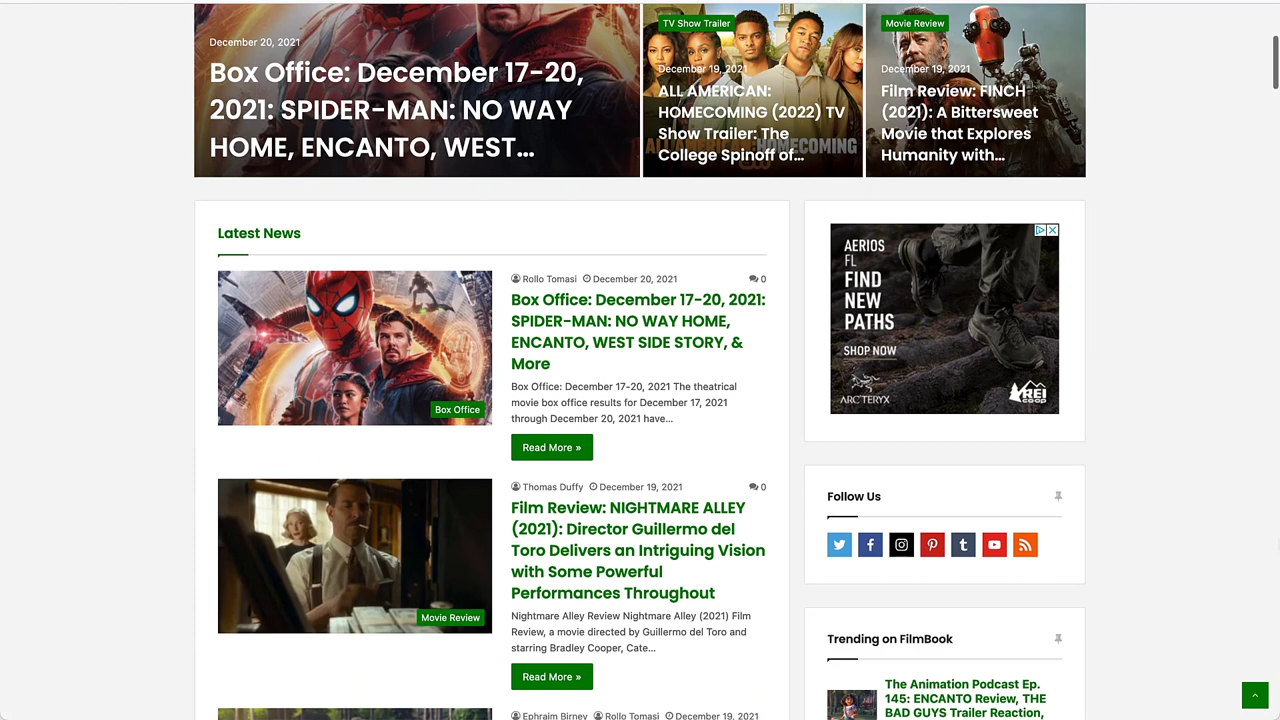 December 20, 2021
Box Office: December 17-20,
2021: SPIDER-MAN: NO WAY
HOME, ENCANTO, WEST...
TV Show Trailer
December 19, 2021
ALL AMERICAN:
HOMECOMING (2022) TV
Show Trailer: The
College Spinoff of...
ALL AMERICAN: HOMECOMING
Movie Review
December 19, 2021
Film Review: FINCH
(2021): A Bittersweet
Movie that Explores
Humanity with...
Latest News
Rollo Tomasi December 20, 2021 0
Box Office: December 17-20, 2021:
SPIDER-MAN: NO WAY HOME,
ENCANTO, WEST SIDE STORY, &
More
Box Office: December 17-20, 2021 The theatrical
movie box office results for December 17, 2021
through December 20, 2021 have...
Box Office
Read More »
Thomas Duffy December 19, 2021 0
Film Review: NIGHTMARE ALLEY
(2021): Director Guillermo del
Toro Delivers an Intriguing Vision
with Some Powerful
Performances Throughout
Movie Review
Nightmare Alley Review Nightmare Alley (2021) Film
Review, a movie directed by Guillermo del Toro and
starring Bradley Cooper, Cate...
Read More »
Ephraim Birney Rollo Tomasi December 19, 2021
AERIOS
FL
FIND
NEW
PATHS
SHOP NOW
ARC'TERYX
REI
co-op
Follow Us
Trending on FilmBook
The Animation Podcast Ep.
145: ENCANTO Review, THE
BAD GUYS Trailer Reaction,